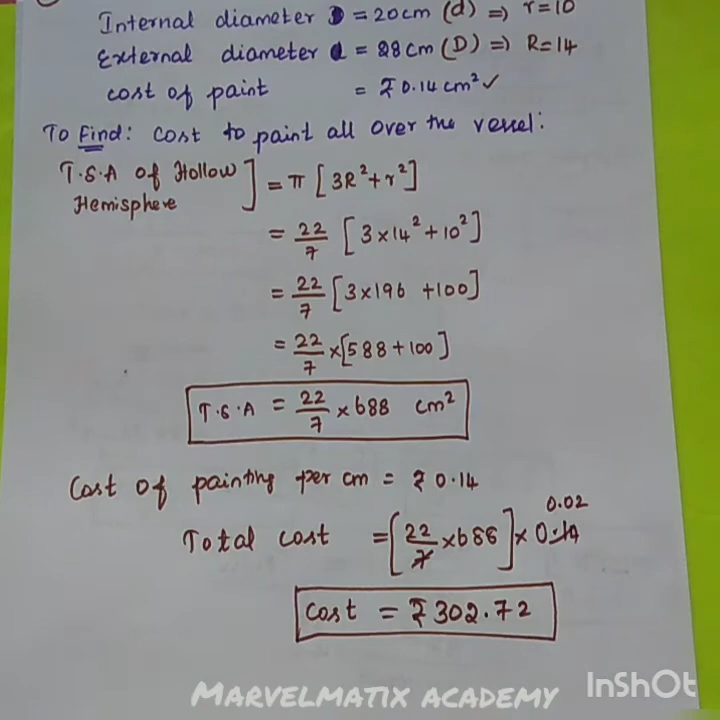 Internal diameter D = 20cm (d) ⇒ r=10
External diameter d = 28cm (D) ⇒ R=14
cost of paint = ₹0.14 cm² ✓
To Find: cost to paint all over the vessel:
T.S.A of Hollow Hemisphere ] = π [3R²+r²]
= 22/7 [3×14²+10²]
= 22/7 [3×196 +100]
= 22/7 ×[588+100]
T.S.A = 22/7 ×688 cm²
Cost of painting per cm = ₹0.14
0.02
Total cost = [22/7 ×688] × 0.14
Cost = ₹302.72
MARVELMATIX ACADEMY
InShOt